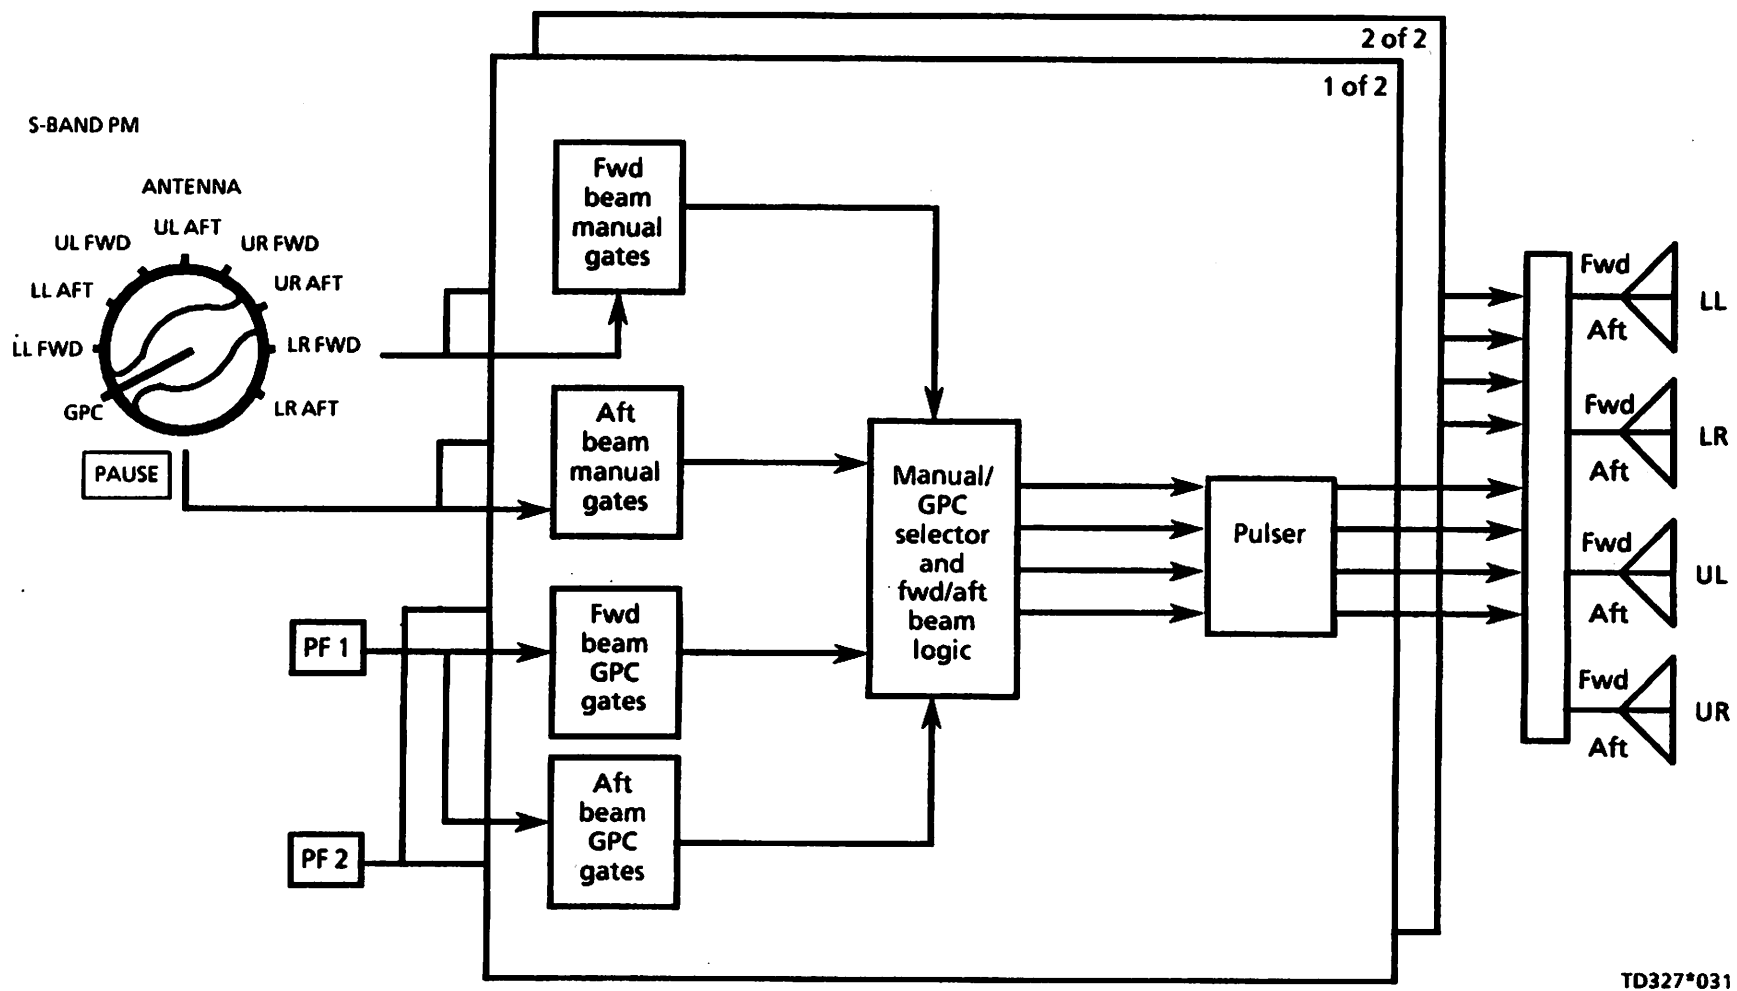 2 of 2
1 of 2
S-BAND PM
ANTENNA
UL AFT
UL FWD
UR FWD
LL AFT
UR AFT
LL FWD
LR FWD
GPC
LR AFT
PAUSE
PF 1
PF 2
Fwd
beam
manual
gates
Aft
beam
manual
gates
Fwd
beam
GPC
gates
Aft
beam
GPC
gates
Manual/
GPC
selector
and
fwd/aft
beam
logic
Pulser
Fwd
LL
Aft
Fwd
LR
Aft
Fwd
UL
Aft
Fwd
UR
Aft
TD327*031